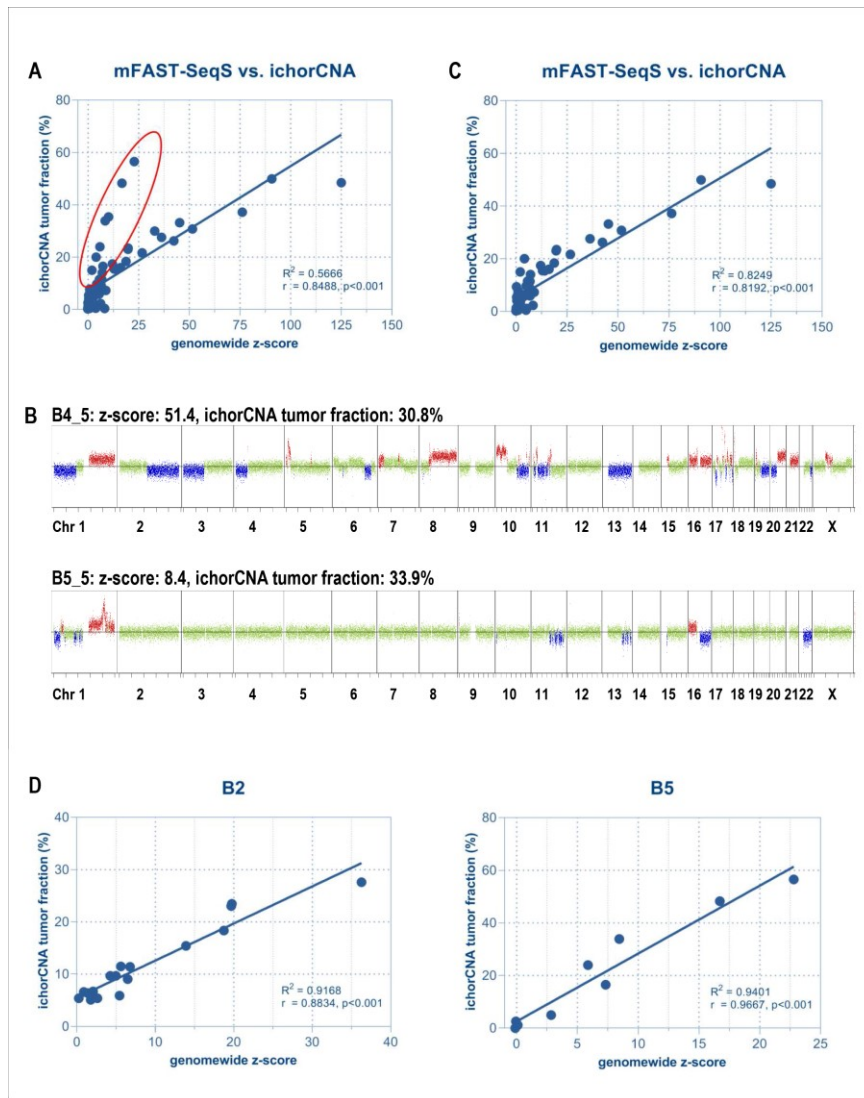 A
mFAST-SeqS vs. ichorCNA
80
60
40
20
0
ichorCNA tumor fraction (%)
R² = 0.5666
r = 0.8488, p<0.001
0 25 50 75 100 125 150
genomewide z-score
C
mFAST-SeqS vs. ichorCNA
80
60
40
20
0
ichorCNA tumor fraction (%)
R² = 0.8249
r = 0.8192, p<0.001
0 25 50 75 100 125 150
genomewide z-score
B
B4_5: z-score: 51.4, ichorCNA tumor fraction: 30.8%
Chr 1 2 3 4 5 6 7 8 9 10 11 12 13 14 15 16 17 18 19 20 21 22 X
B5_5: z-score: 8.4, ichorCNA tumor fraction: 33.9%
Chr 1 2 3 4 5 6 7 8 9 10 11 12 13 14 15 16 17 18 19 20 21 22 X
D
B2
40
30
20
10
0
ichorCNA tumor fraction (%)
R² = 0.9168
r = 0.8834, p<0.001
0 10 20 30 40
genomewide z-score
B5
80
60
40
20
0
ichorCNA tumor fraction (%)
R² = 0.9401
r = 0.9667, p<0.001
0 5 10 15 20 25
genomewide z-score